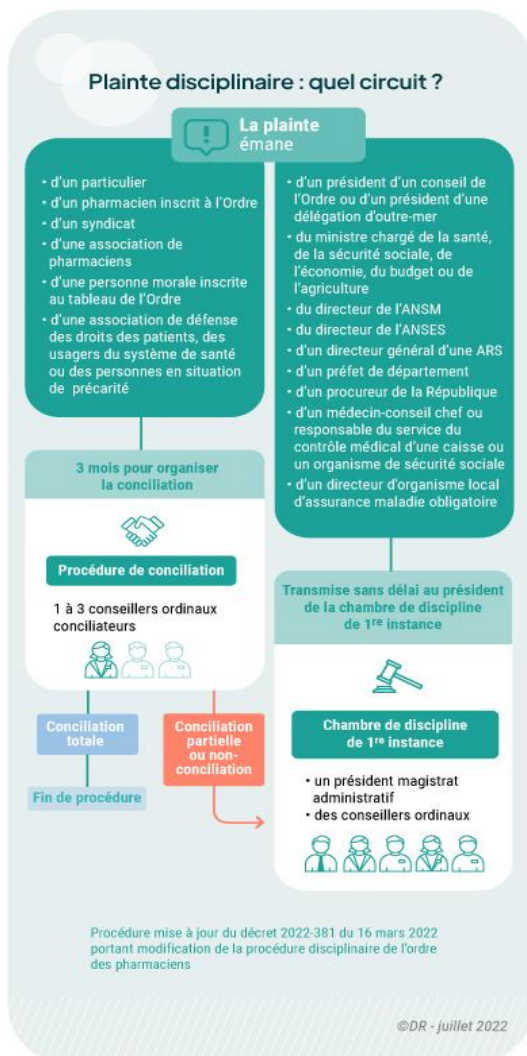 Plainte disciplinaire : quel circuit ?
La plainte
émane
• d'un particulier
• d'un pharmacien inscrit à l'Ordre
• d'un syndicat
• d'une association de
pharmaciens
• d'une personne morale inscrite
au tableau de l'Ordre
• d'une association de défense
des droits des patients, des
usagers du système de santé
ou des personnes en situation
de précarité
3 mois pour organiser
la conciliation
Procédure de conciliation
1 à 3 conseillers ordinaux
conciliateurs
Conciliation
totale
Fin de procédure
Conciliation
partielle
ou non-
conciliation
• d'un président d'un conseil de
l'Ordre ou d'un président d'une
délégation d'outre-mer
• du ministre chargé de la santé,
de la sécurité sociale, de
l'économie, du budget ou de
l'agriculture
• du directeur de l'ANSM
• du directeur de l'ANSES
• d'un directeur général d'une ARS
• d'un préfet de département
• d'un procureur de la République
• d'un médecin-conseil chef ou
responsable du service du
contrôle médical d'une caisse ou
un organisme de sécurité sociale
• d'un directeur d'organisme local
d'assurance maladie obligatoire
Transmise sans délai au président
de la chambre de discipline
de 1re instance
Chambre de discipline
de 1re instance
• un président magistrat
administratif
• des conseillers ordinaux
Procédure mise à jour du décret 2022-381 du 16 mars 2022
portant modification de la procédure disciplinaire de l'ordre
des pharmaciens
©DR - juillet 2022